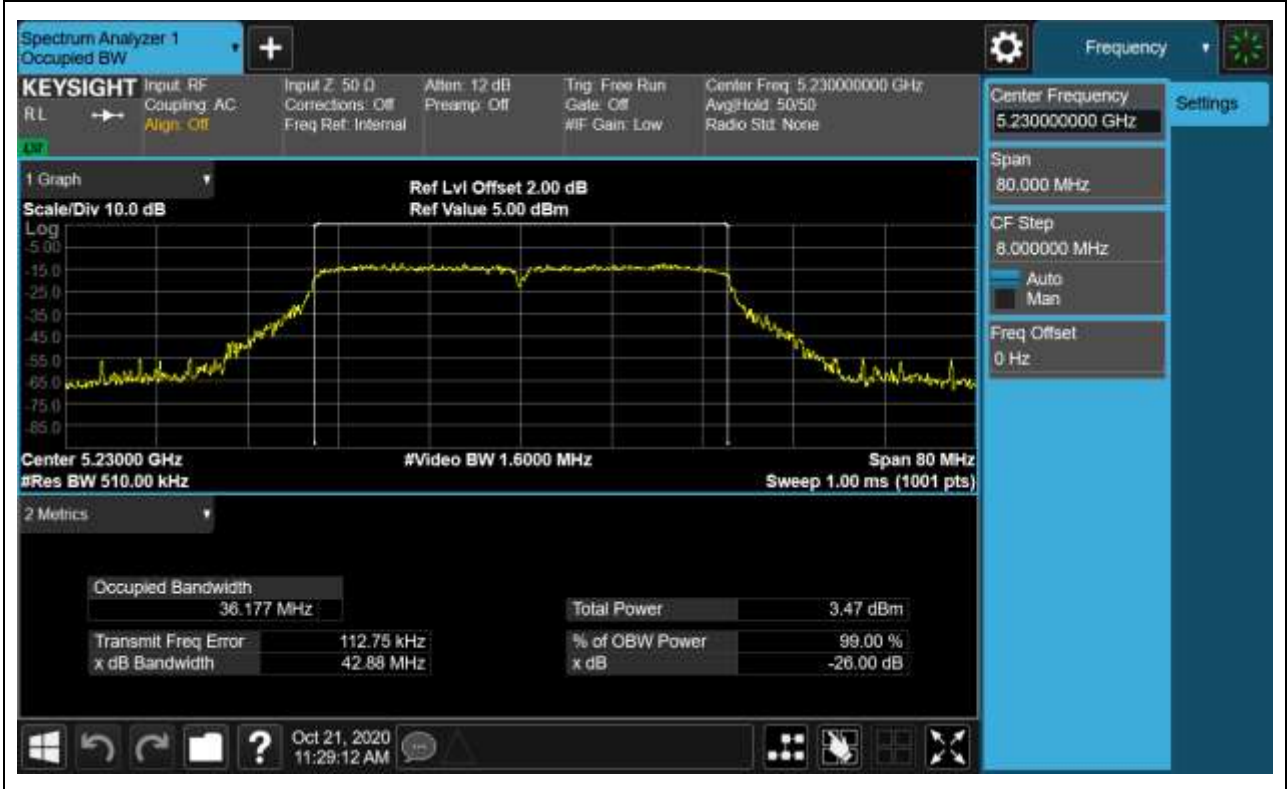 Spectrum Analyzer 1
Occupied BW
Frequency
KEYSIGHT
Input: RF
Coupling: AC
Align: Off
Input Z: 50 Ω
Corrections: Off
Freq Ref: Internal
Atten: 12 dB
Preamp: Off
Trig: Free Run
Gate: Off
#IF Gain: Low
Center Freq: 5.230000000 GHz
Avg|Hold: 50/50
Radio Std: None
R L
Center Frequency
5.230000000 GHz
Settings
Span
80.000 MHz
CF Step
8.000000 MHz
Auto
Man
Freq Offset
0 Hz
1 Graph
Scale/Div 10.0 dB
Ref Lvl Offset 2.00 dB
Ref Value 5.00 dBm
Log
-5.00
-15.0
-25.0
-35.0
-45.0
-55.0
-65.0
-75.0
-85.0
Center 5.23000 GHz
#Video BW 1.6000 MHz
Span 80 MHz
#Res BW 510.00 kHz
Sweep 1.00 ms (1001 pts)
2 Metrics
Occupied Bandwidth
36.177 MHz
Total Power 3.47 dBm
Transmit Freq Error 112.75 kHz
% of OBW Power 99.00 %
x dB Bandwidth 42.88 MHz
x dB -26.00 dB
Oct 21, 2020
11:29:12 AM